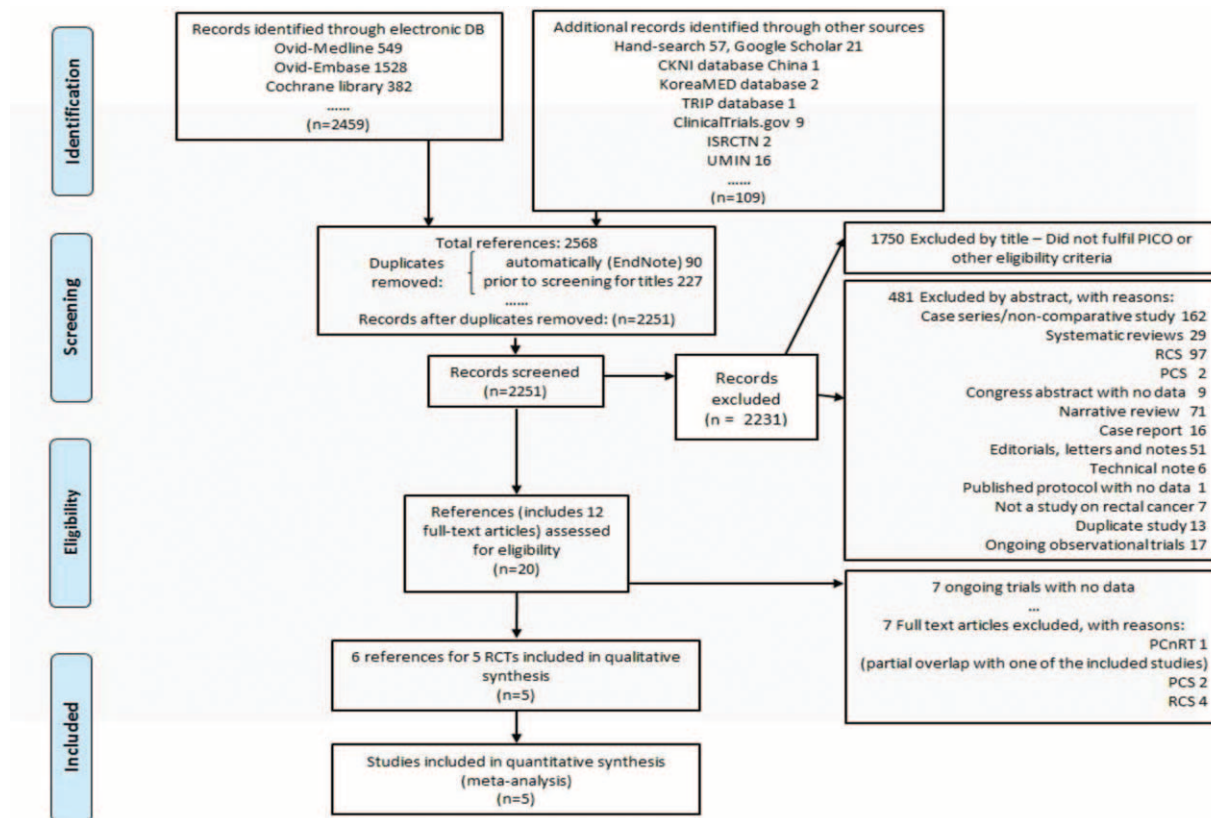 Identification
Records identified through electronic DB
Ovid-Medline 549
Ovid-Embase 1528
Cochrane library 382
......
(n=2459)
Additional records identified through other sources
Hand-search 57, Google Scholar 21
CKNI database China 1
KoreaMED database 2
TRIP database 1
ClinicalTrials.gov 9
ISRCTN 2
UMIN 16
......
(n=109)
Screening
Total references: 2568
Duplicates removed:
automatically (EndNote) 90
prior to screening for titles 227
......
Records after duplicates removed: (n=2251)
Records screened
(n=2251)
Records
excluded
(n = 2231)
1750 Excluded by title – Did not fulfil PICO or
other eligibility criteria
481 Excluded by abstract, with reasons:
Case series/non-comparative study 162
Systematic reviews 29
RCS 97
PCS 2
Congress abstract with no data 9
Narrative review 71
Case report 16
Editorials, letters and notes 51
Technical note 6
Published protocol with no data 1
Not a study on rectal cancer 7
Duplicate study 13
Ongoing observational trials 17
Eligibility
References (includes 12
full-text articles) assessed
for eligibility
(n=20)
7 ongoing trials with no data
...
7 Full text articles excluded, with reasons:
PCnRT 1
(partial overlap with one of the included studies)
PCS 2
RCS 4
Included
6 references for 5 RCTs included in qualitative
synthesis
(n=5)
Studies included in quantitative synthesis
(meta-analysis)
(n=5)